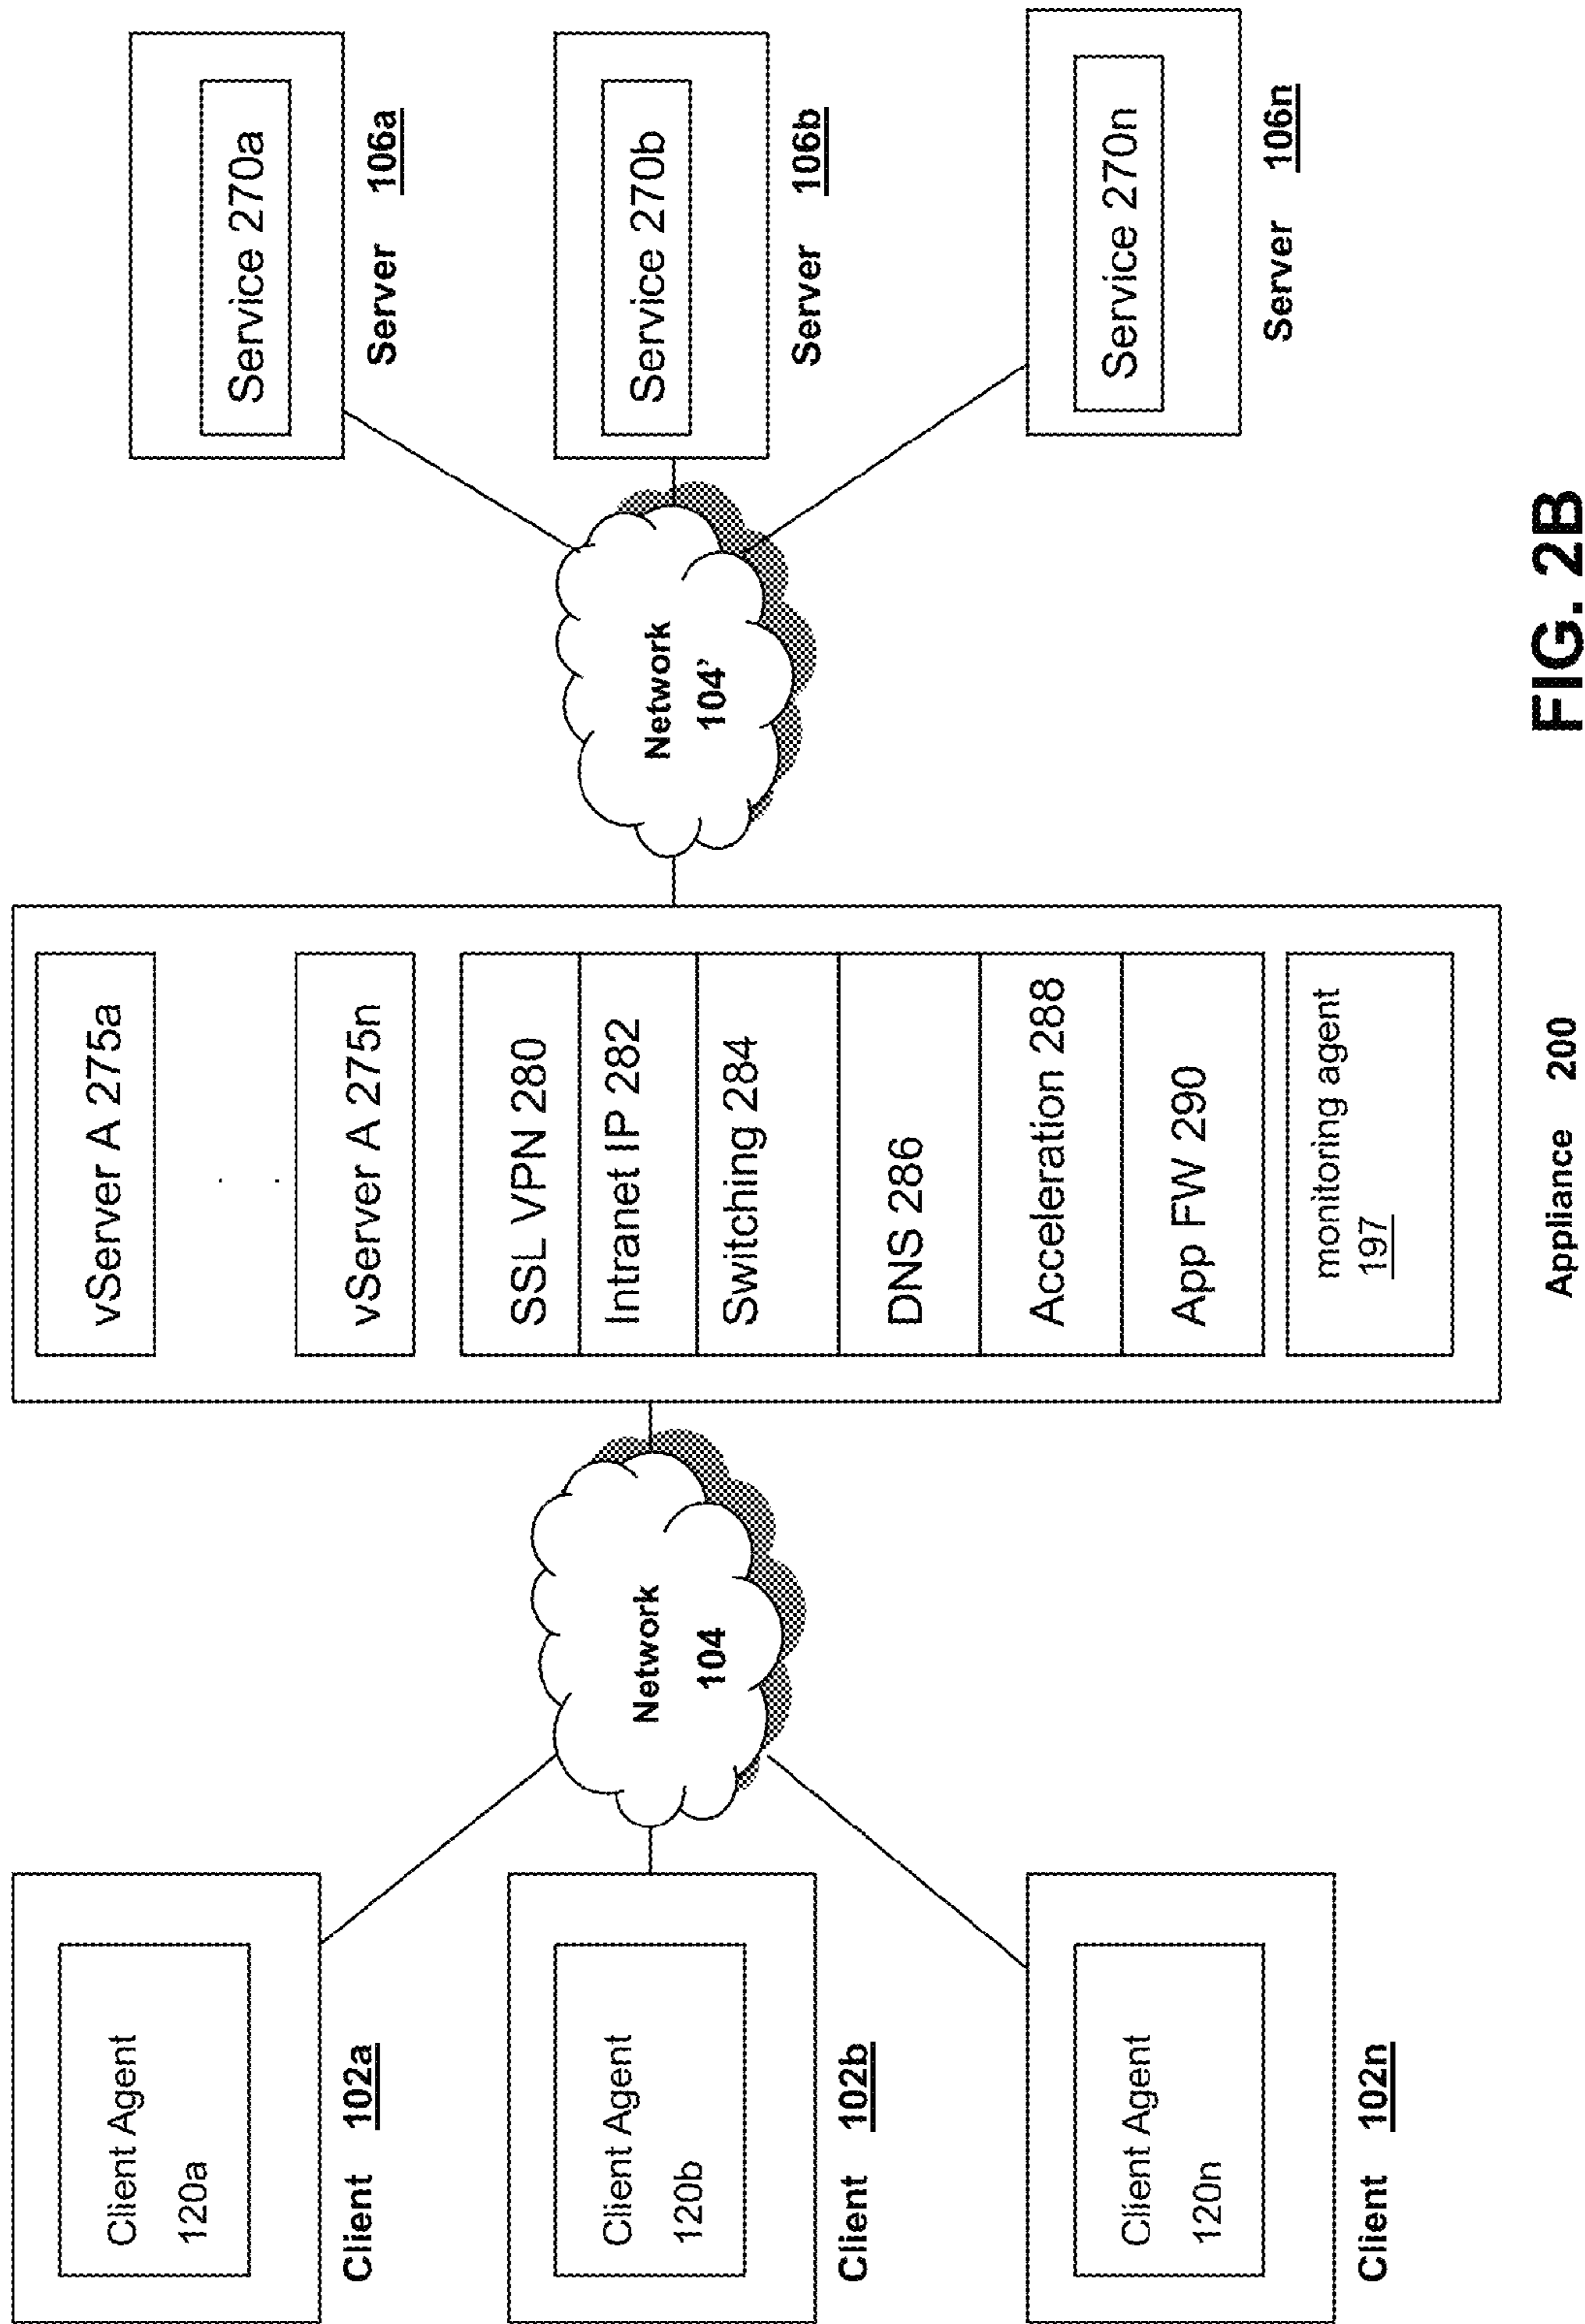 Client Agent
120a
Client 102a
Client Agent
120b
Client 102b
Client Agent
120n
Client 102n
Network
104
vServer A 275a
vServer A 275n
SSL VPN 280
Intranet IP 282
Switching 284
DNS 286
Acceleration 288
App FW 290
monitoring agent
197
Appliance 200
Network
104’
Service 270a
Server 106a
Service 270b
Server 106b
Service 270n
Server 106n
FIG. 2B